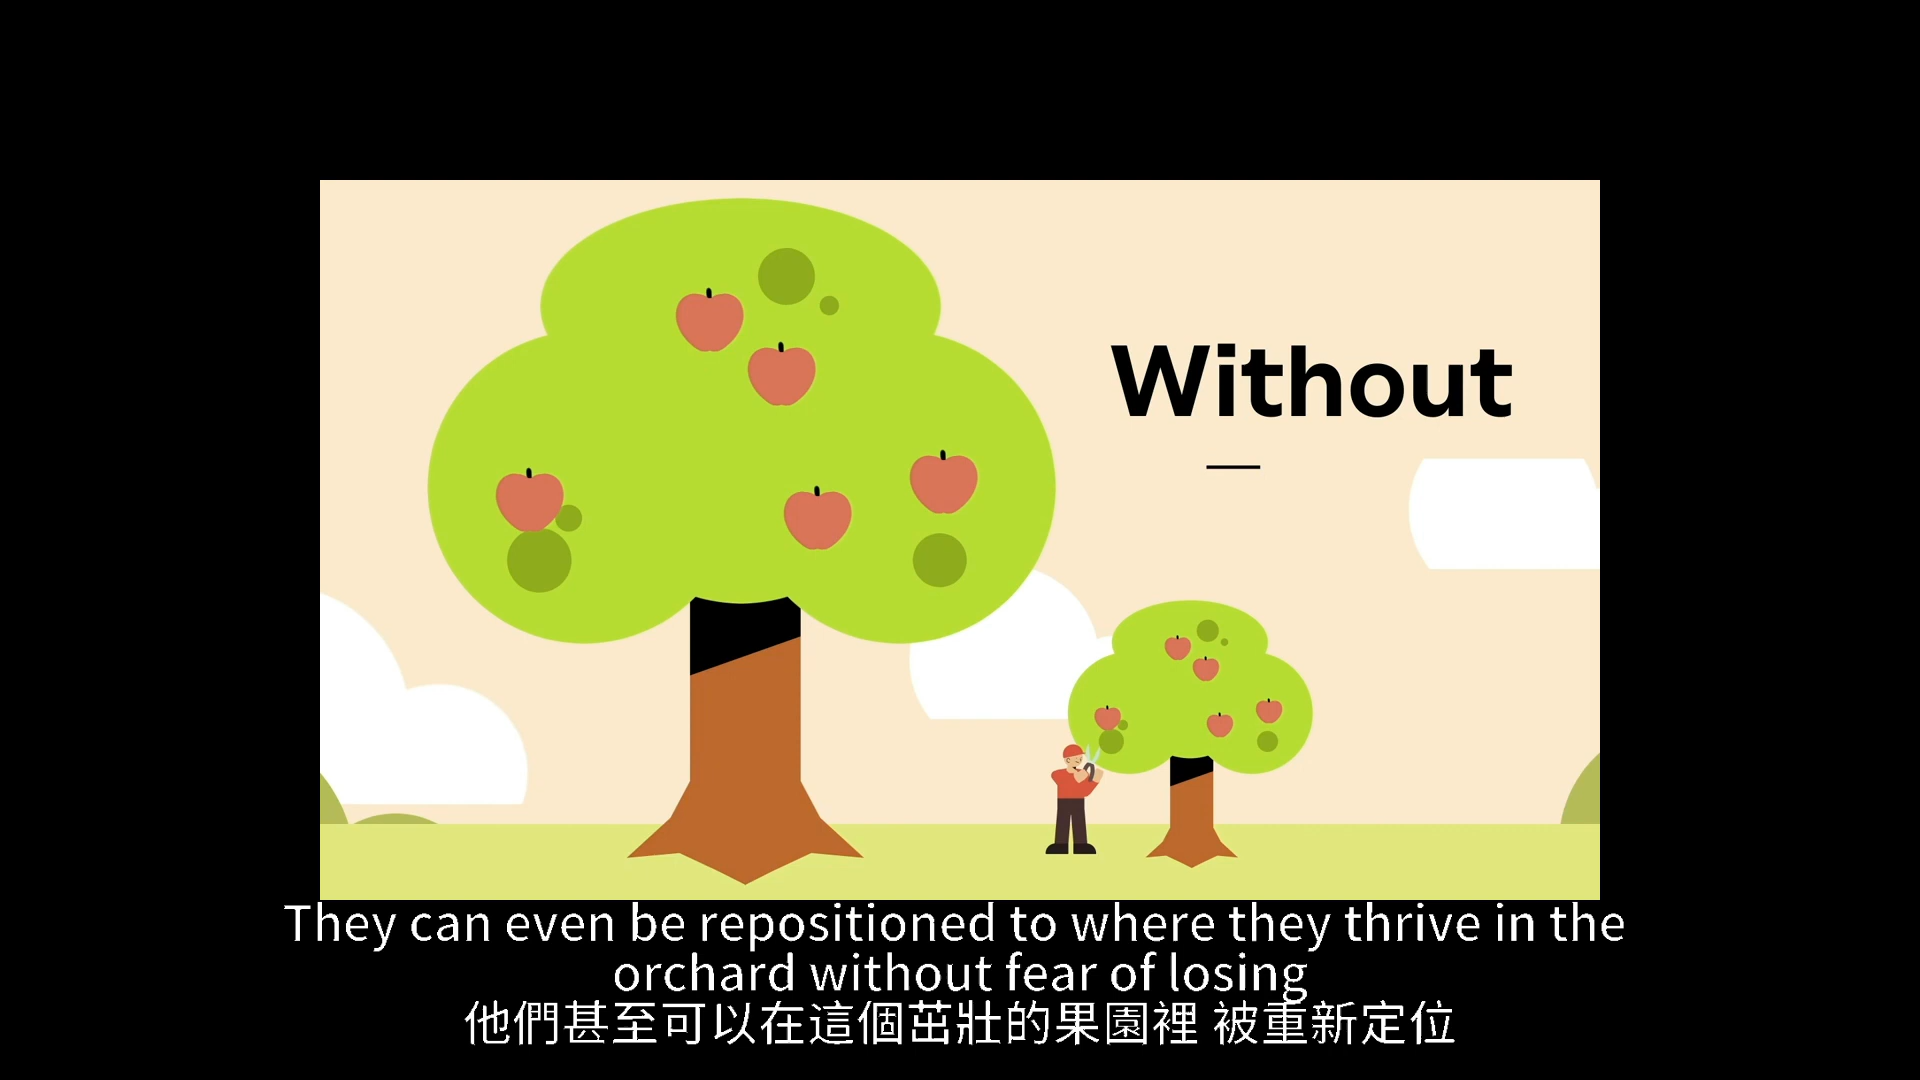 Without
They can even be repositioned to where they thrive in the
orchard without fear of losing
他們甚至可以在這個茁壯的果園裡 被重新定位